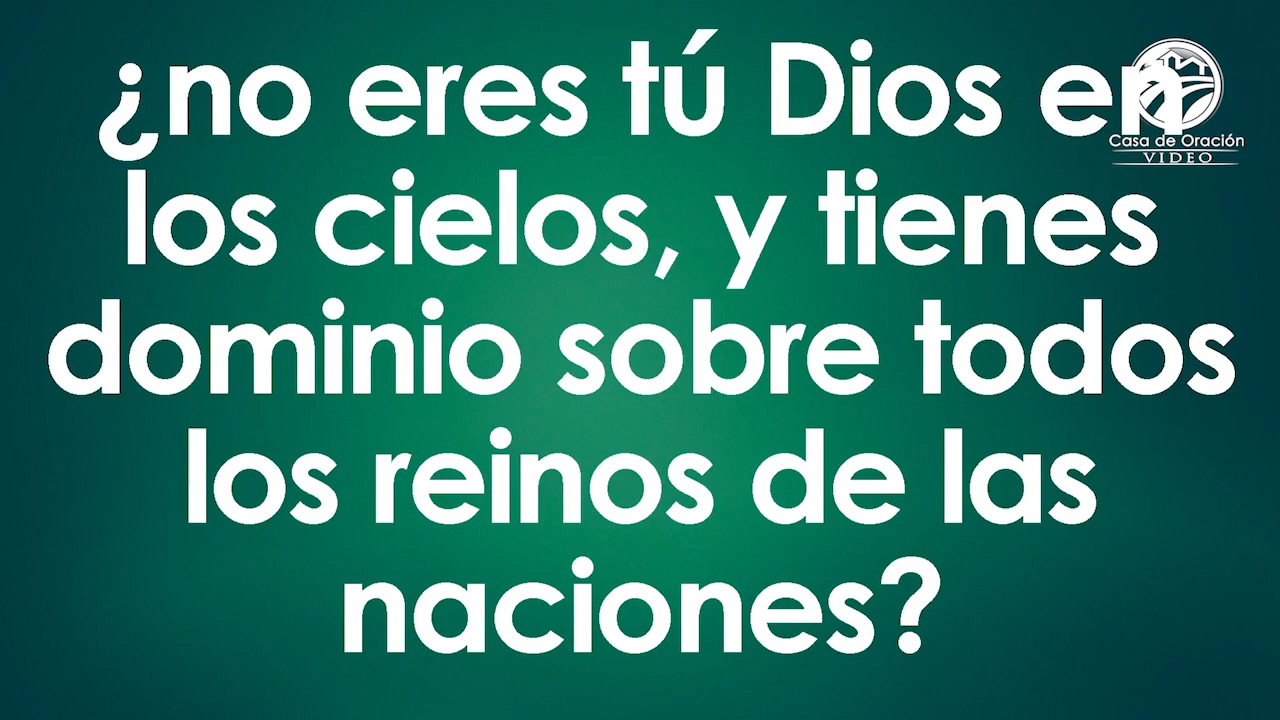 ¿no eres tú Dios en
los cielos, y tienes
dominio sobre todos
los reinos de las
naciones?
Casa de Oración
VIDEO